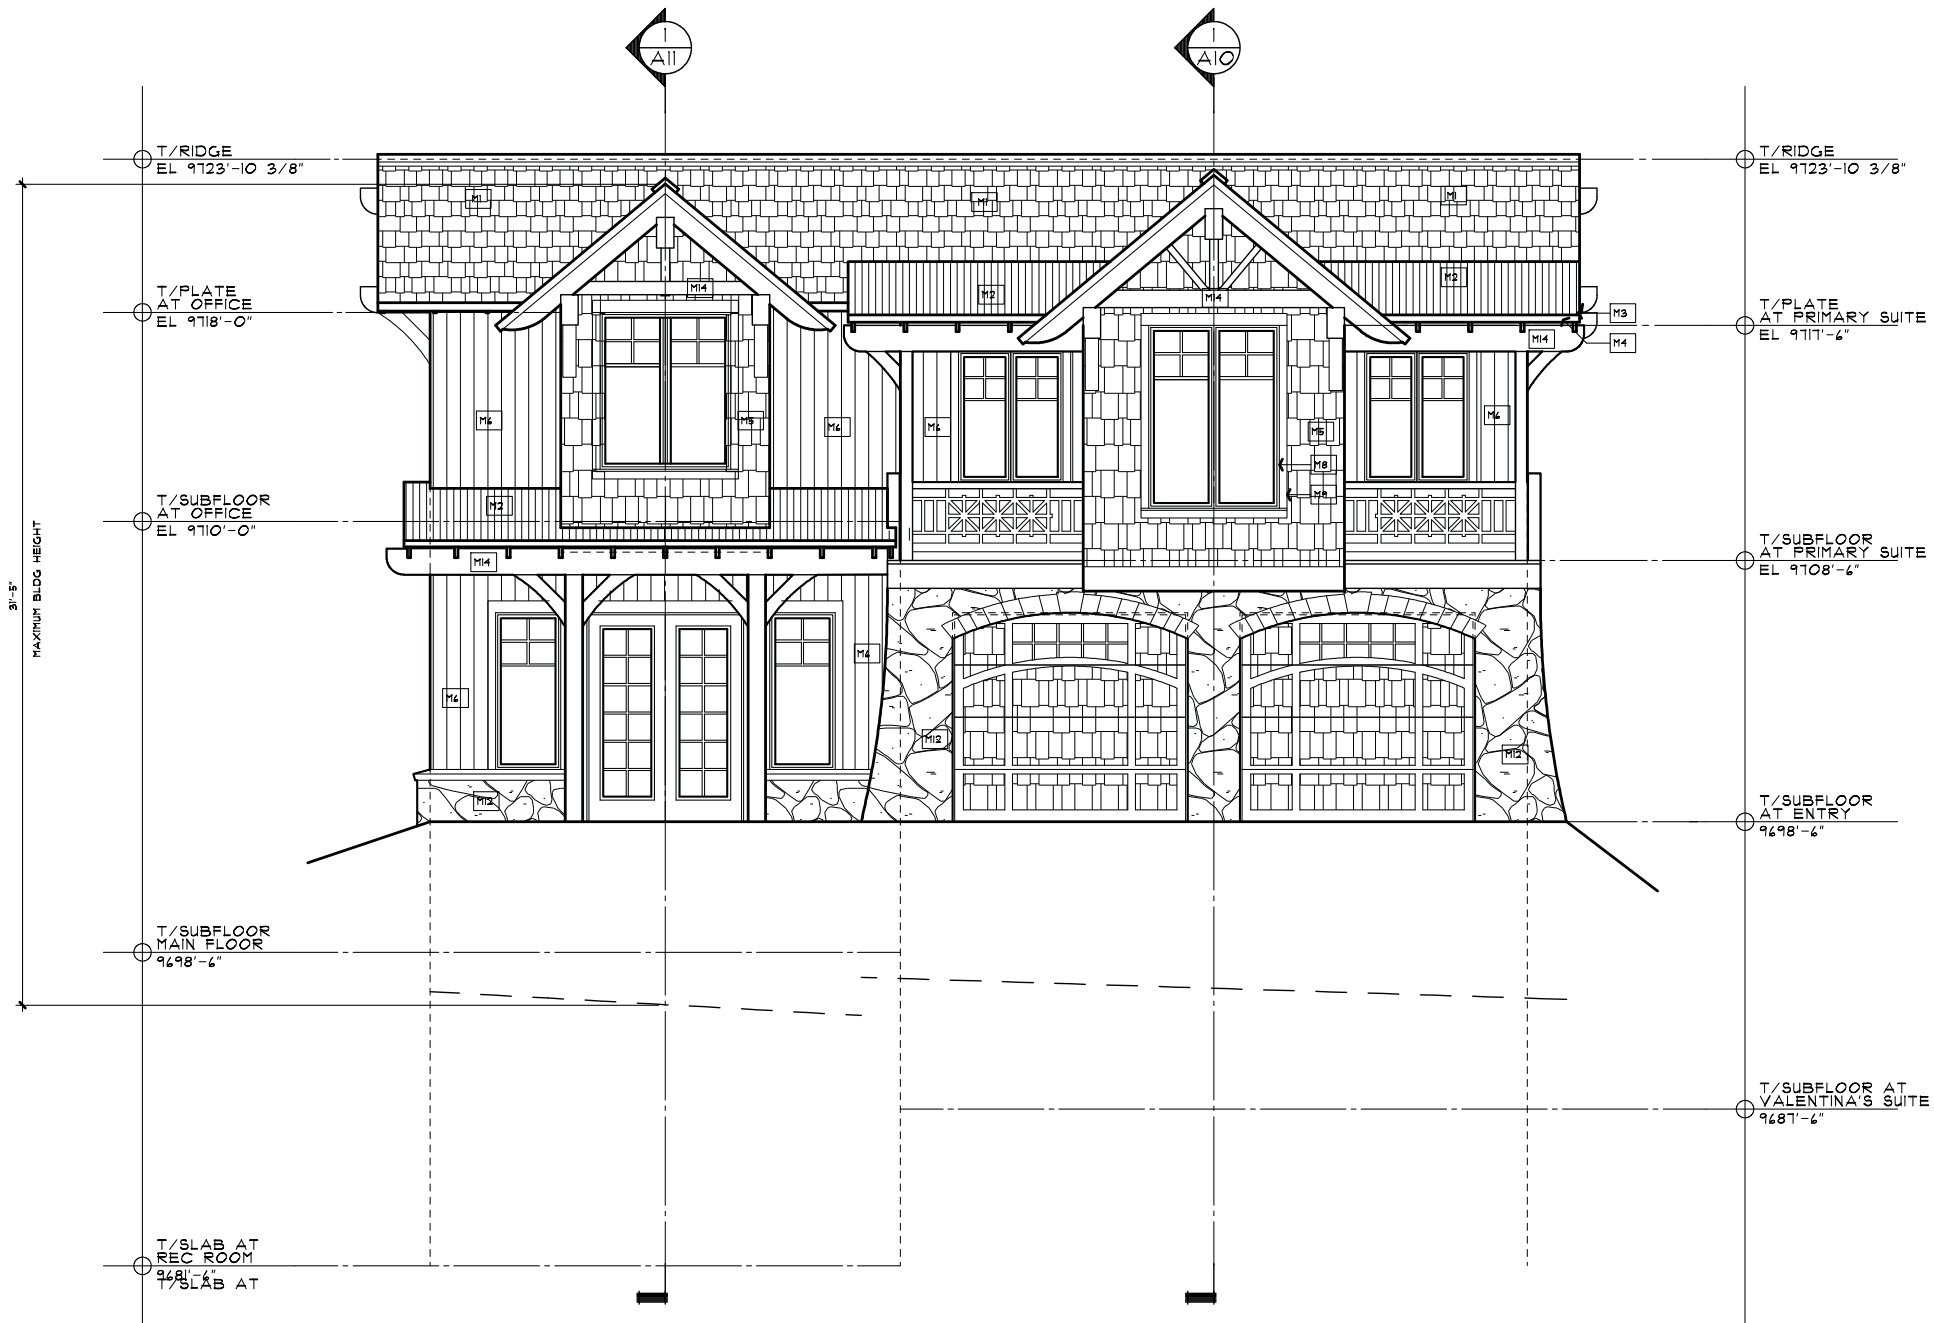 1
A11
1
A10
T/RIDGE
EL 9723'-10 3/8"
T/RIDGE
EL 9723'-10 3/8"
M1
M1
M1
M2
M14
M2
M14
T/PLATE
AT OFFICE
EL 9718'-0"
M3
T/PLATE
AT PRIMARY SUITE
EL 9717'-6"
M14
M4
M6
M5
M6
M6
M5
M6
M8
M9
T/SUBFLOOR
AT OFFICE
EL 9710'-0"
M2
M14
T/SUBFLOOR
AT PRIMARY SUITE
EL 9708'-6"
31'-5"
MAXIMUM BLDG HEIGHT
M6
M6
M12
M12
M12
T/SUBFLOOR
AT ENTRY
9698'-6"
T/SUBFLOOR
MAIN FLOOR
9698'-6"
T/SUBFLOOR AT
VALENTINA'S SUITE
9687'-6"
T/SLAB AT
REC ROOM
9681'-6"
T/SLAB AT